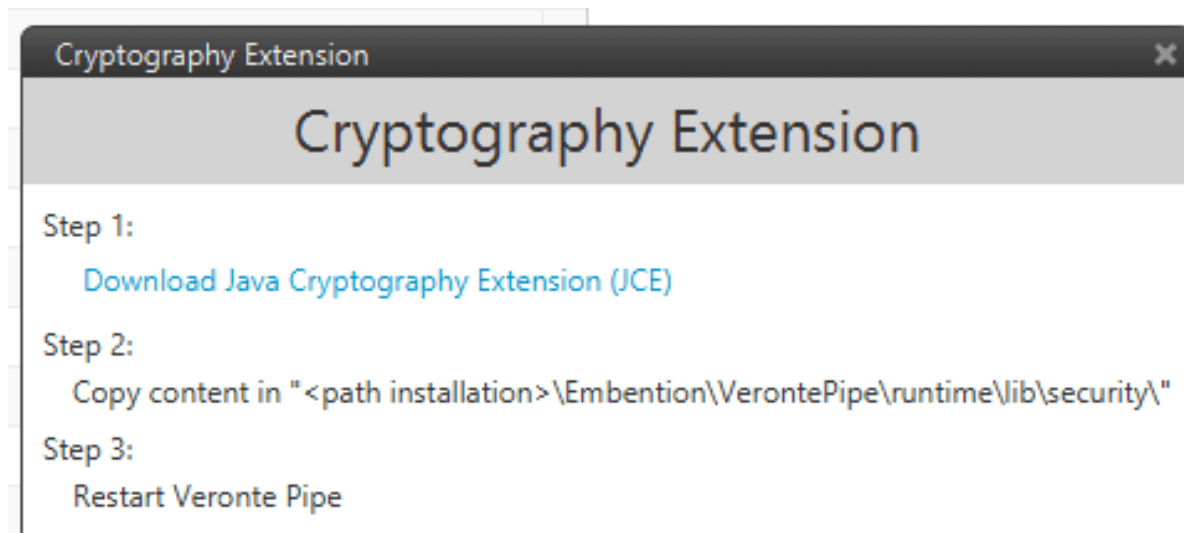 Cryptography Extension
Cryptography Extension
Step 1:
Download Java Cryptography Extension (JCE)
Step 2:
Copy content in "<path installation>\Embention\VerontePipe\runtime\lib\security\"
Step 3:
Restart Veronte Pipe